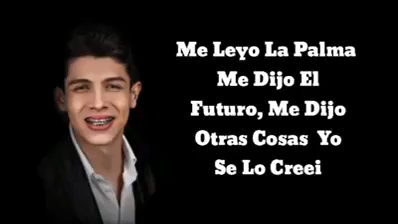 Me Leyo La Palma
Me Dijo El
Futuro, Me Dijo
Otras Cosas Yo
Se Lo Creei